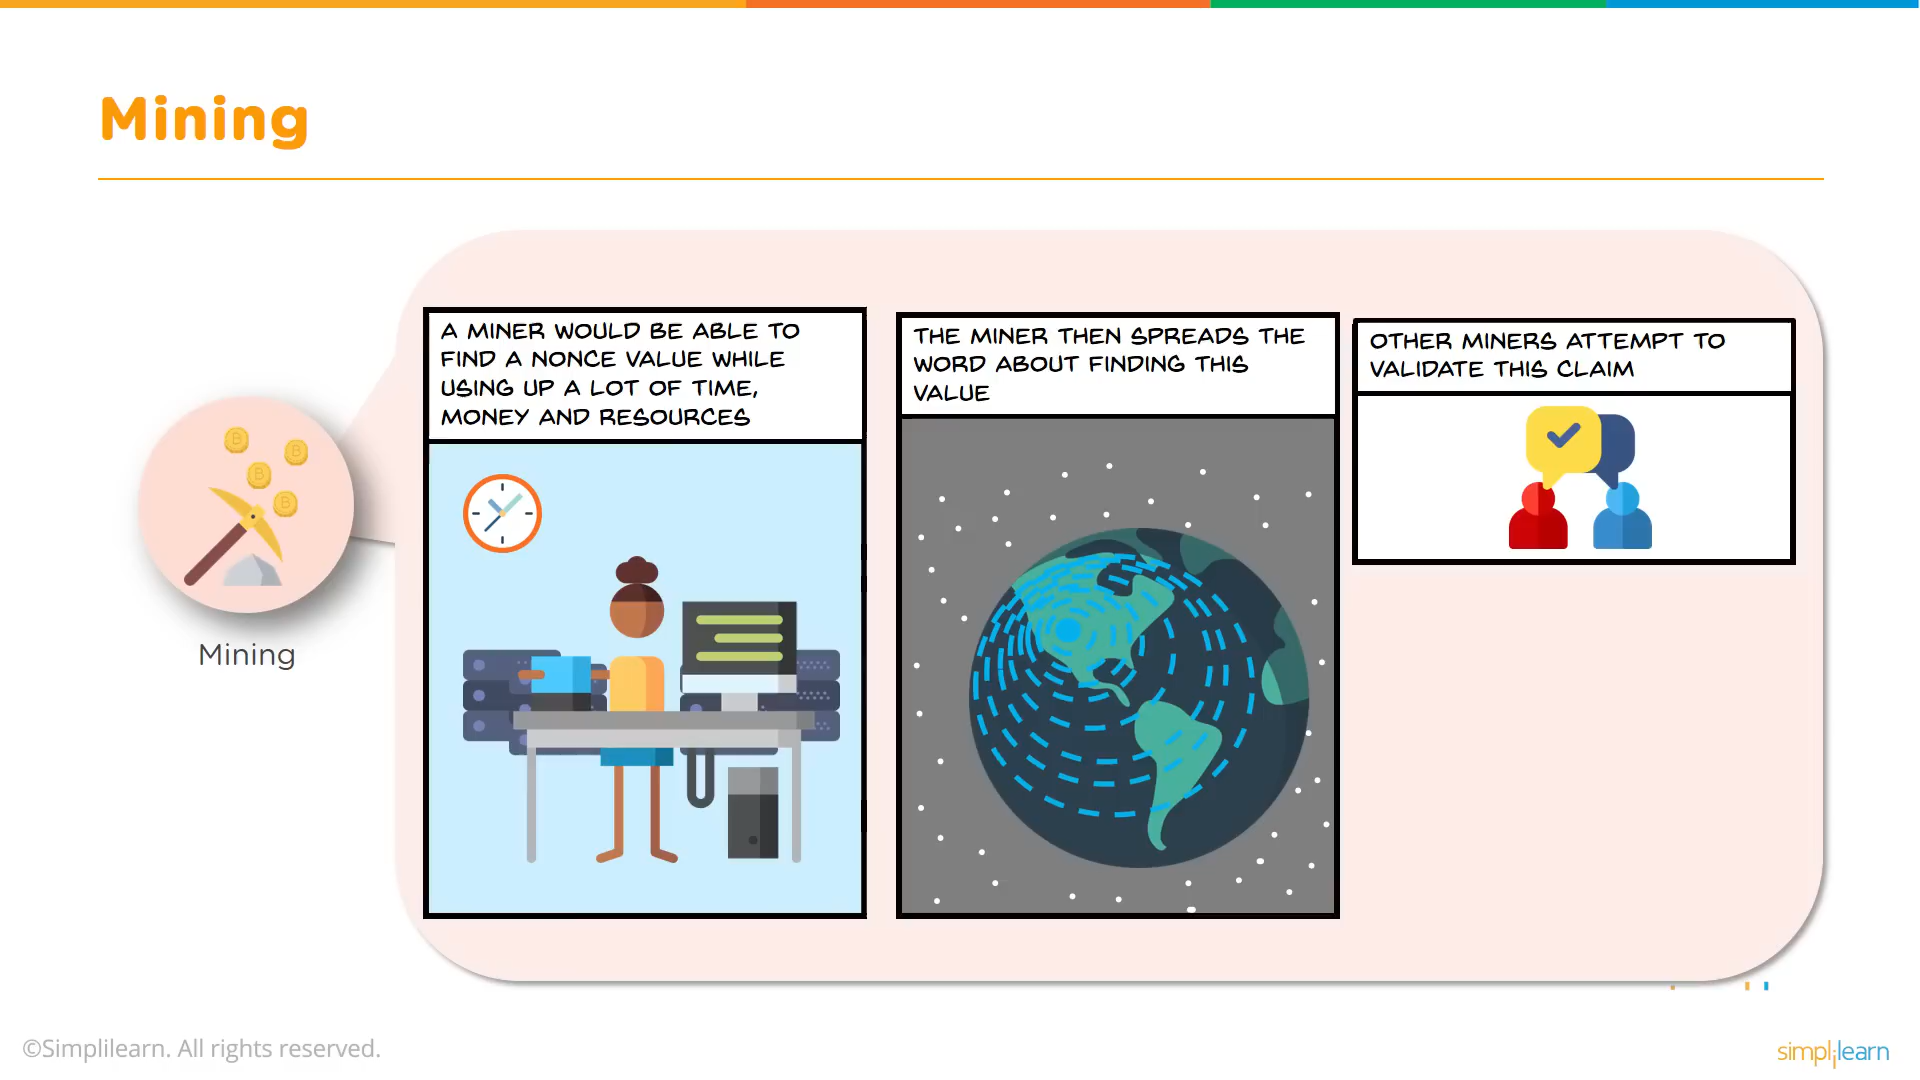 Mining
A MINER WOULD BE ABLE TO
FIND A NONCE VALUE WHILE
USING UP A LOT OF TIME,
MONEY AND RESOURCES
THE MINER THEN SPREADS THE
WORD ABOUT FINDING THIS
VALUE
OTHER MINERS ATTEMPT TO
VALIDATE THIS CLAIM
Mining
©Simplilearn. All rights reserved.
simplilearn